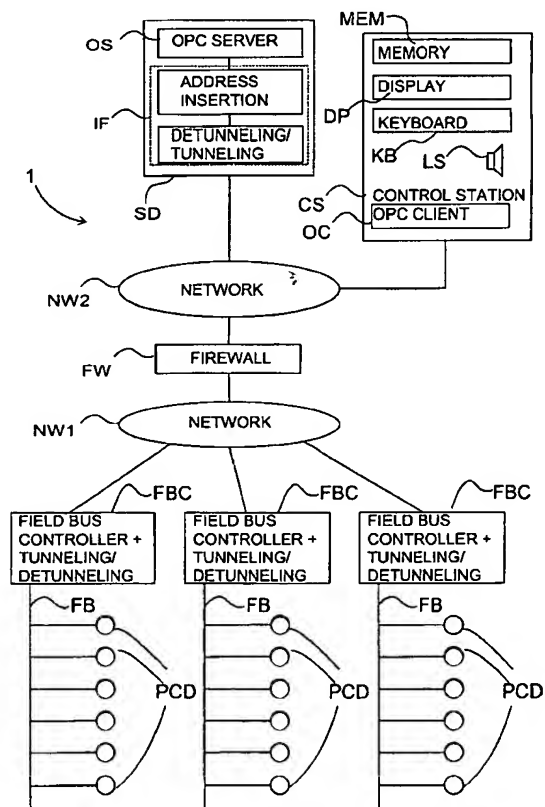 MEM
OS
OPC SERVER
MEMORY
ADDRESS
INSERTION
DISPLAY
DP
IF
KEYBOARD
DETUNNELING/
TUNNELING
KB
LS
1
CS
CONTROL STATION
SD
OC
OPC CLIENT
NETWORK
NW2
FW
FIREWALL
NETWORK
NW1
FBC
FBC
FBC
FIELD BUS
CONTROLLER +
TUNNELING/
DETUNNELING
FIELD BUS
CONTROLLER +
TUNNELING/
DETUNNELING
FIELD BUS
CONTROLLER +
TUNNELING/
DETUNNELING
FB
FB
FB
PCD
PCD
PCD